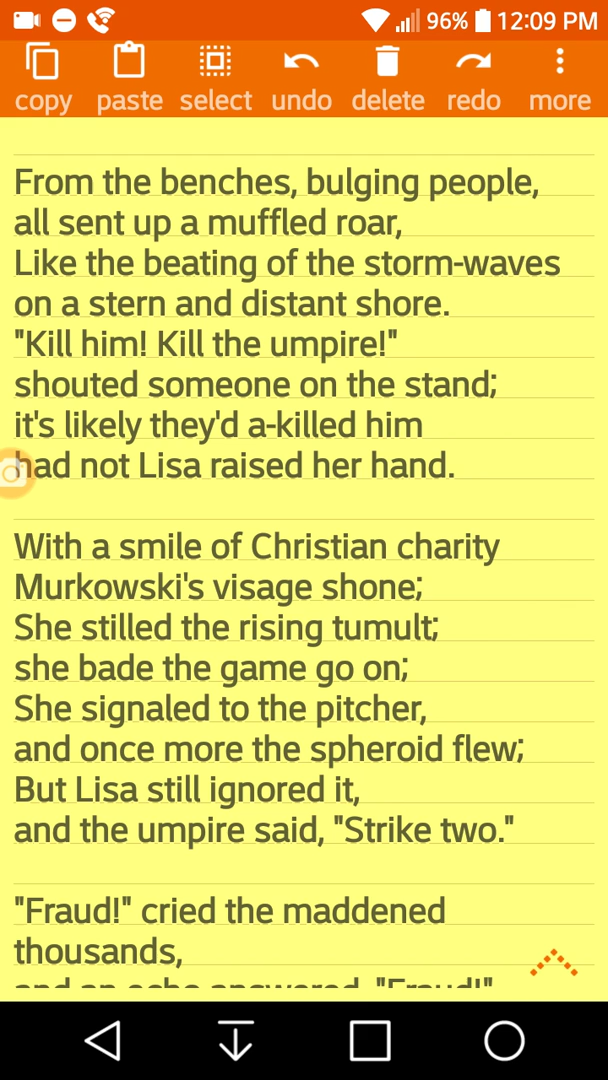 96% 12:09 PM
copy paste select undo delete redo more
From the benches, bulging people,
all sent up a muffled roar,
Like the beating of the storm-waves
on a stern and distant shore.
"Kill him! Kill the umpire!"
shouted someone on the stand;
it's likely they'd a-killed him
had not Lisa raised her hand.
With a smile of Christian charity
Murkowski's visage shone;
She stilled the rising tumult;
she bade the game go on;
She signaled to the pitcher,
and once more the spheroid flew;
But Lisa still ignored it,
and the umpire said, "Strike two."
"Fraud!" cried the maddened
thousands,
and an echo answered, "Fraud!"